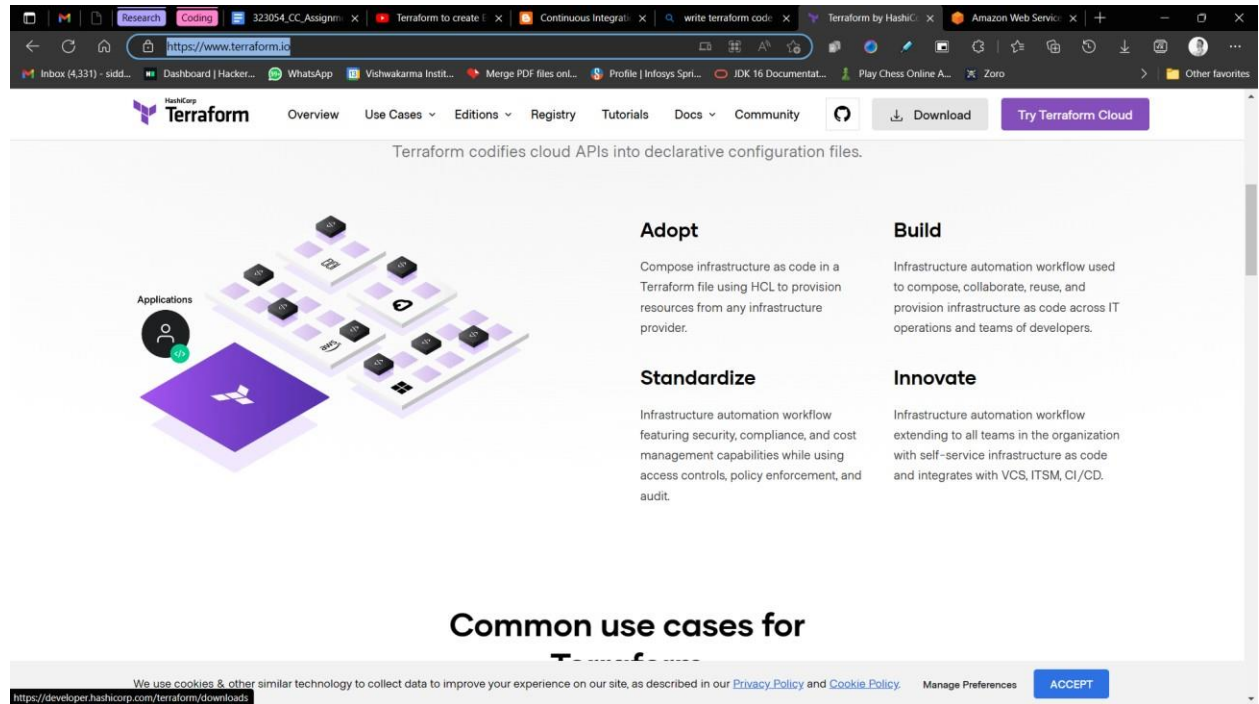 Research
Coding
323054_CC_Assignm
Terraform to create E
Continuous Integrati
write terraform code
Terraform by HashiC
Amazon Web Service
https://www.terraform.io
Inbox (4,331) - sidd...
Dashboard | Hacker...
WhatsApp
Vishwakarma Instit...
Merge PDF files onl...
Profile | Infosys Spri...
JDK 16 Documentat...
Play Chess Online A...
Zoro
Other favorites
HashiCorp
Terraform
Overview
Use Cases
Editions
Registry
Tutorials
Docs
Community
Download
Try Terraform Cloud
Terraform codifies cloud APIs into declarative configuration files.
Applications
aws
Adopt
Compose infrastructure as code in a
Terraform file using HCL to provision
resources from any infrastructure
provider.
Build
Infrastructure automation workflow used
to compose, collaborate, reuse, and
provision infrastructure as code across IT
operations and teams of developers.
Standardize
Infrastructure automation workflow
featuring security, compliance, and cost
management capabilities while using
access controls, policy enforcement, and
audit.
Innovate
Infrastructure automation workflow
extending to all teams in the organization
with self-service infrastructure as code
and integrates with VCS, ITSM, CI/CD.
Common use cases for
Terraform
We use cookies & other similar technology to collect data to improve your experience on our site, as described in our Privacy Policy and Cookie Policy.
Manage Preferences
ACCEPT
https://developer.hashicorp.com/terraform/downloads